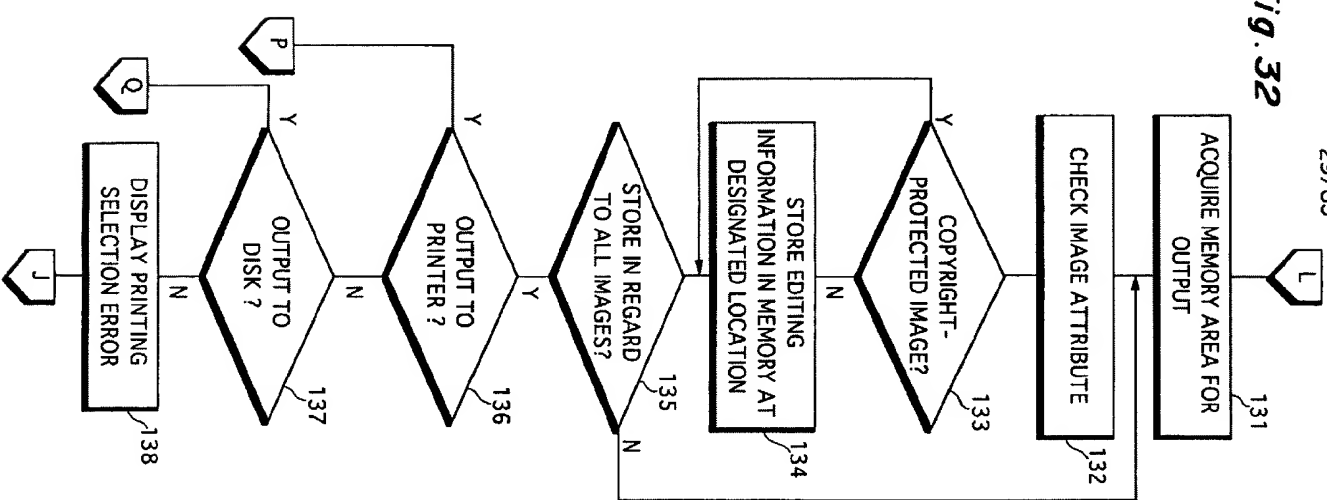 Fig. 32
L
ACQUIRE MEMORY AREA FOR
OUTPUT
131
CHECK IMAGE ATTRIBUTE
132
COPYRIGHT-
PROTECTED IMAGE?
133
Y
N
STORE EDITING
INFORMATION IN MEMORY AT
DESIGNATED LOCATION
134
STORE IN REGARD
TO ALL IMAGES?
135
N
Y
OUTPUT TO
PRINTER ?
136
Y
P
N
OUTPUT TO
DISK ?
137
Y
Q
N
DISPLAY PRINTING
SELECTION ERROR
138
J